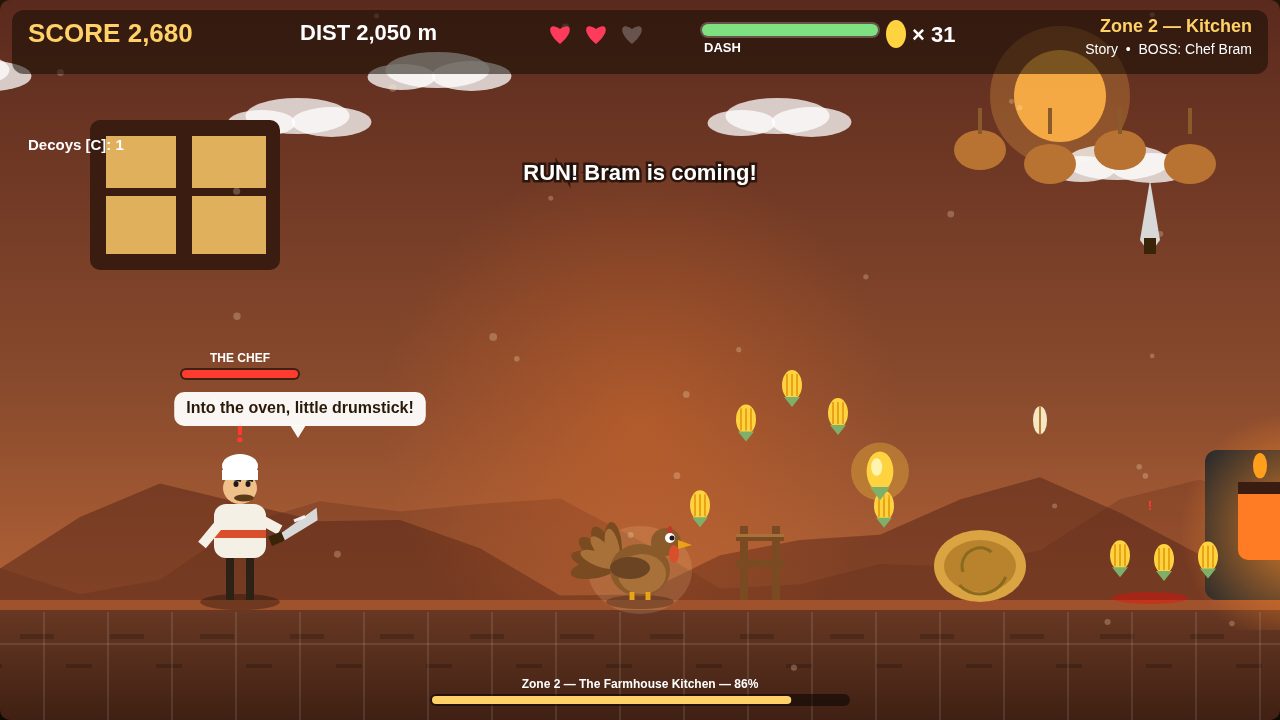 SCORE 2,680
DIST 2,050 m
DASH
× 31
Zone 2 — Kitchen
Story • BOSS: Chef Bram
Decoys [C]: 1
RUN! Bram is coming!
THE CHEF
Into the oven, little drumstick!
!
!
Zone 2 — The Farmhouse Kitchen — 86%